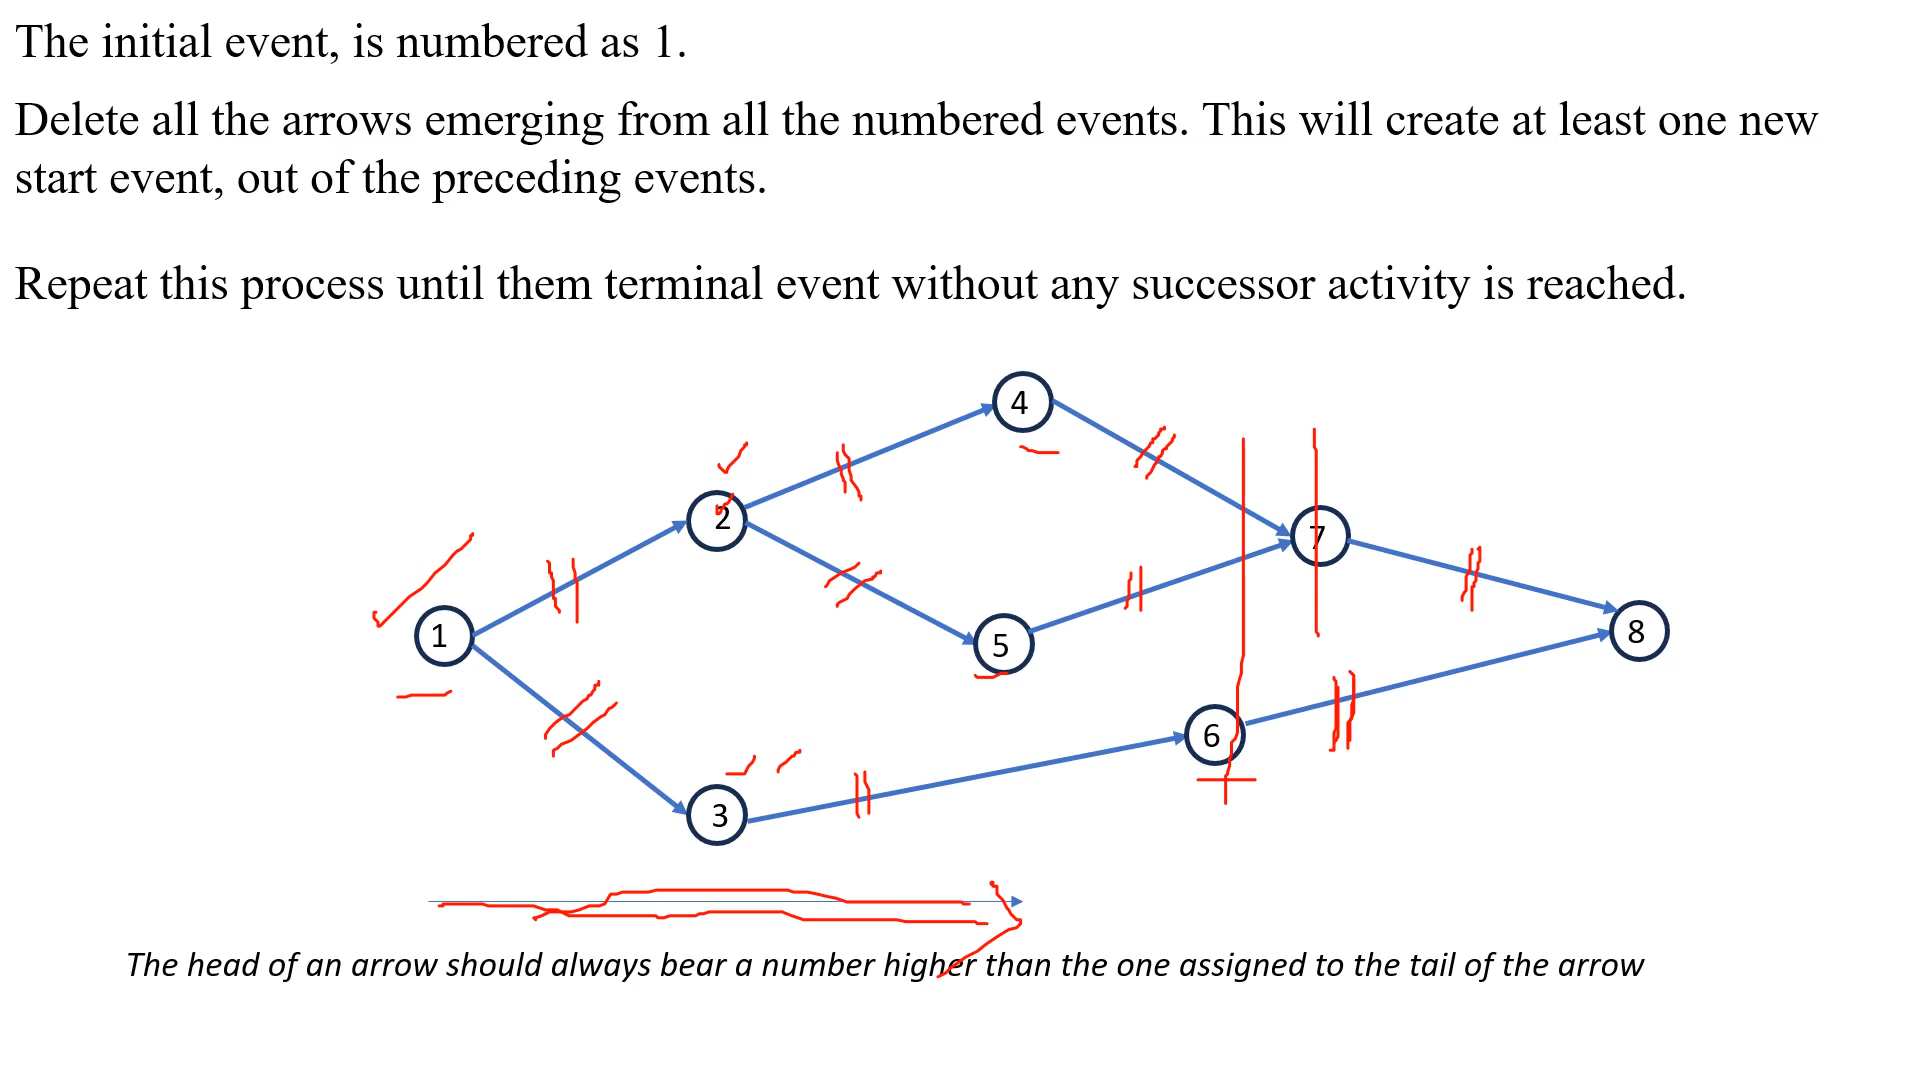 The initial event, is numbered as 1.
Delete all the arrows emerging from all the numbered events. This will create at least one new
start event, out of the preceding events.
Repeat this process until them terminal event without any successor activity is reached.
4
2
7
1
5
8
6
3
The head of an arrow should always bear a number higher than the one assigned to the tail of the arrow